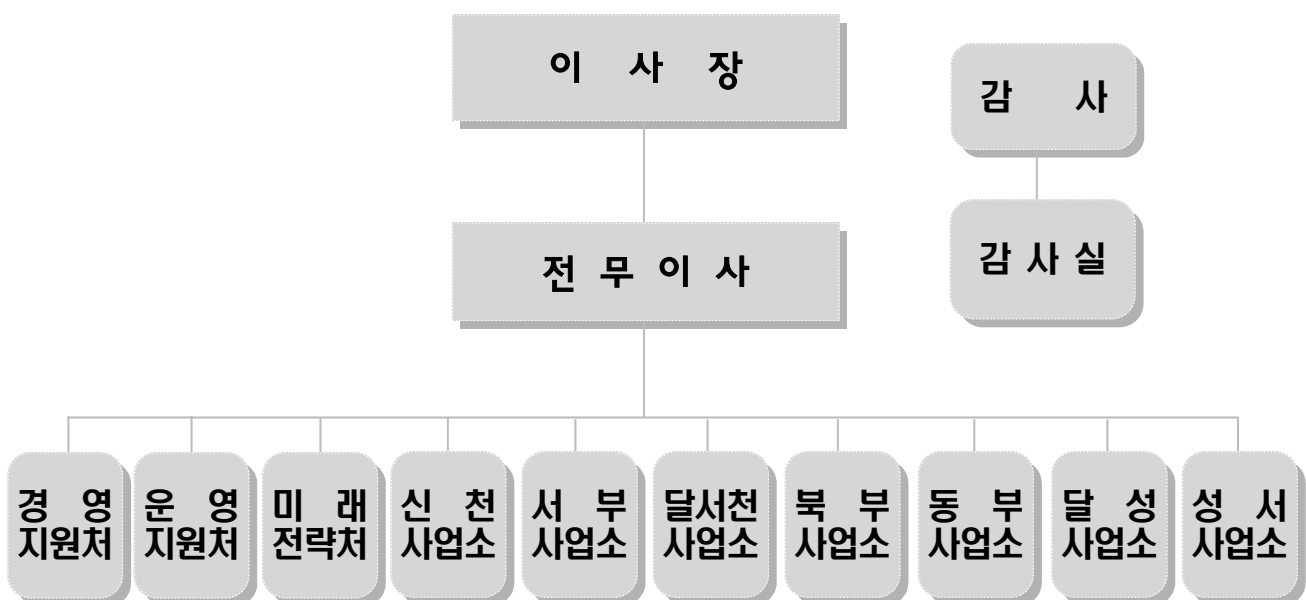 이 사 장
감 사
전 무 이 사
감 사 실
경 영
지원처
운 영
지원처
미 래
전략처
신 천
사업소
서 부
사업소
달서천
사업소
북 부
사업소
동 부
사업소
달 성
사업소
성 서
사업소